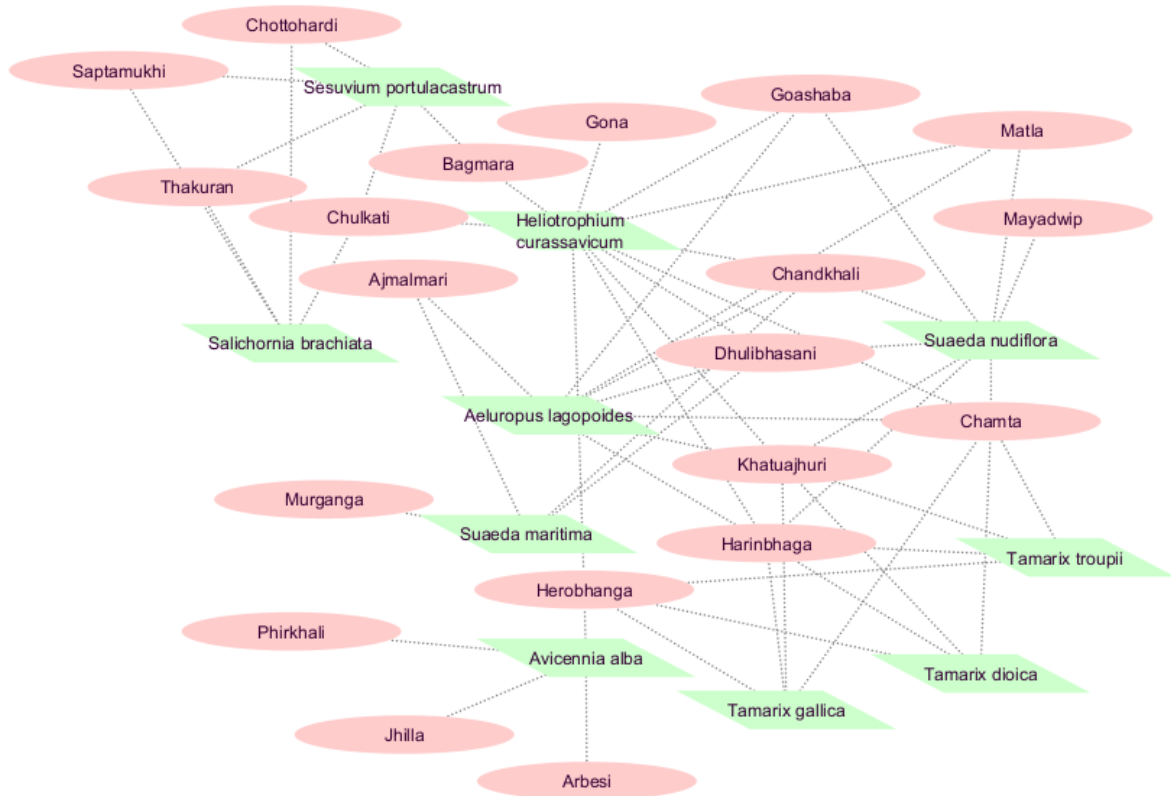 Chottohardi
Saptamukhi
Sesuvium portulacastrum
Goashaba
Gona
Matla
Bagmara
Thakuran
Chulkati
Heliotrophium
curassavicum
Mayadwip
Ajmalmari
Chandkhali
Salichornia brachiata
Dhulibhasani
Suaeda nudiflora
Aeluropus lagopoides
Chamta
Khatuajhuri
Murganga
Suaeda maritima
Harinbhaga
Tamarix troupii
Herobhanga
Phirkhali
Avicennia alba
Tamarix dioica
Tamarix gallica
Jhilla
Arbesi